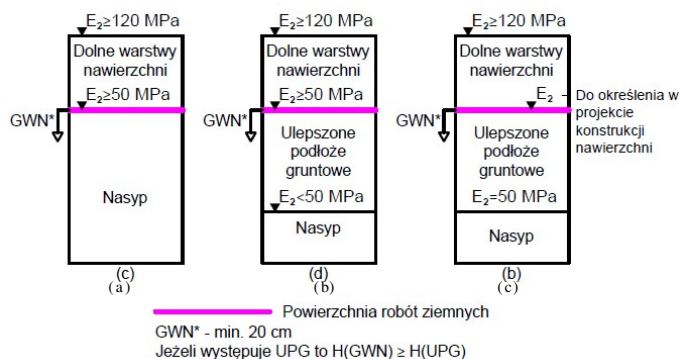 E₂≥120 MPa
Dolne warstwy
nawierzchni
E₂≥50 MPa
GWN*
Nasyp
(c)
(a)
E₂≥120 MPa
Dolne warstwy
nawierzchni
E₂≥50 MPa
GWN*
Ulepszone
podłoże
gruntowe
E₂<50 MPa
Nasyp
(d)
(b)
E₂≥120 MPa
Dolne warstwy
nawierzchni
E₂ – Do określenia w
projekcie
konstrukcji
nawierzchni
GWN*
Ulepszone
podłoże
gruntowe
E₂=50 MPa
Nasyp
(b)
(c)
Powierzchnia robót ziemnych
GWN* - min. 20 cm
Jeżeli występuje UPG to H(GWN) ≥ H(UPG)